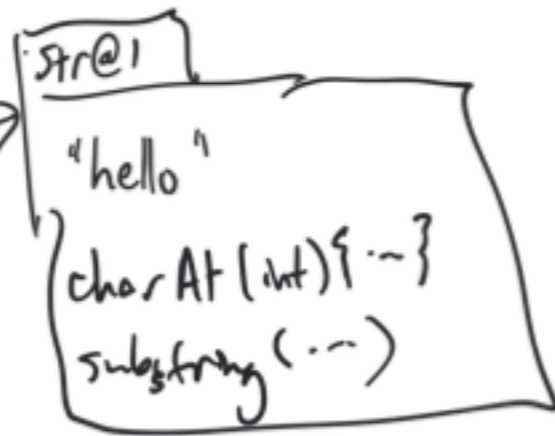 str@1
"hello"
charAt(int){...}
substring(...)